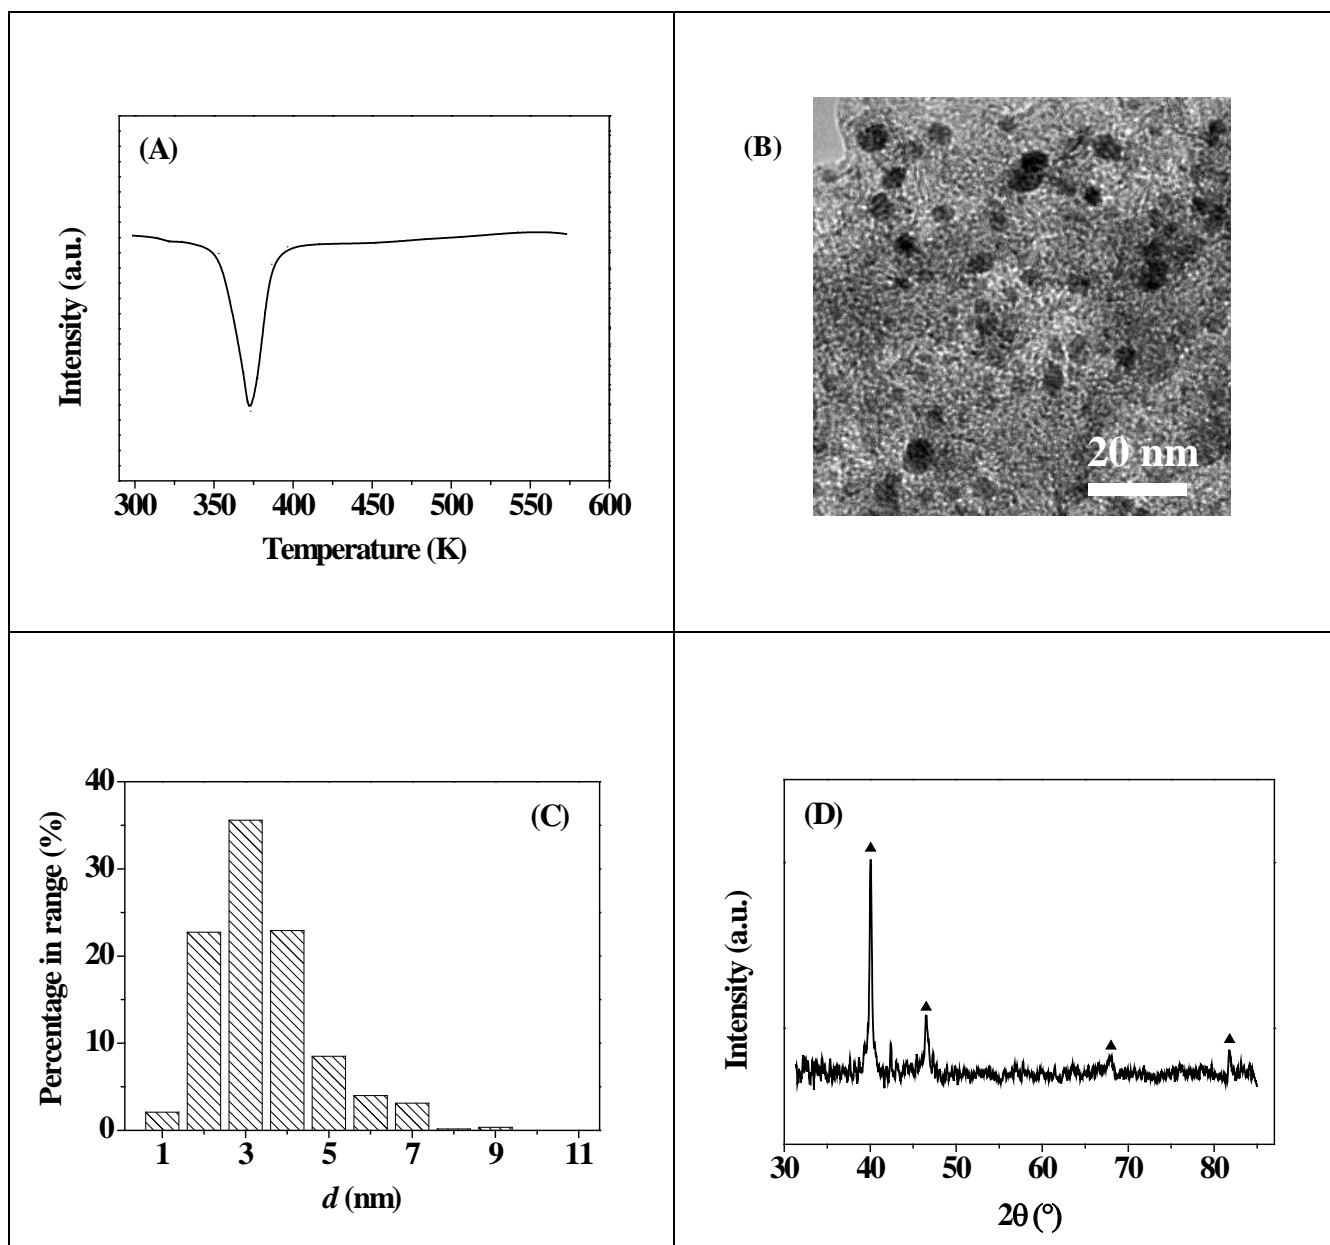 (A)
Intensity (a.u.)
300 350 400 450 500 550 600
Temperature (K)
(B)
20 nm
(C)
Percentage in range (%)
40
30
20
10
0
1 3 5 7 9 11
d (nm)
(D)
Intensity (a.u.)
30 40 50 60 70 80
2θ (°)